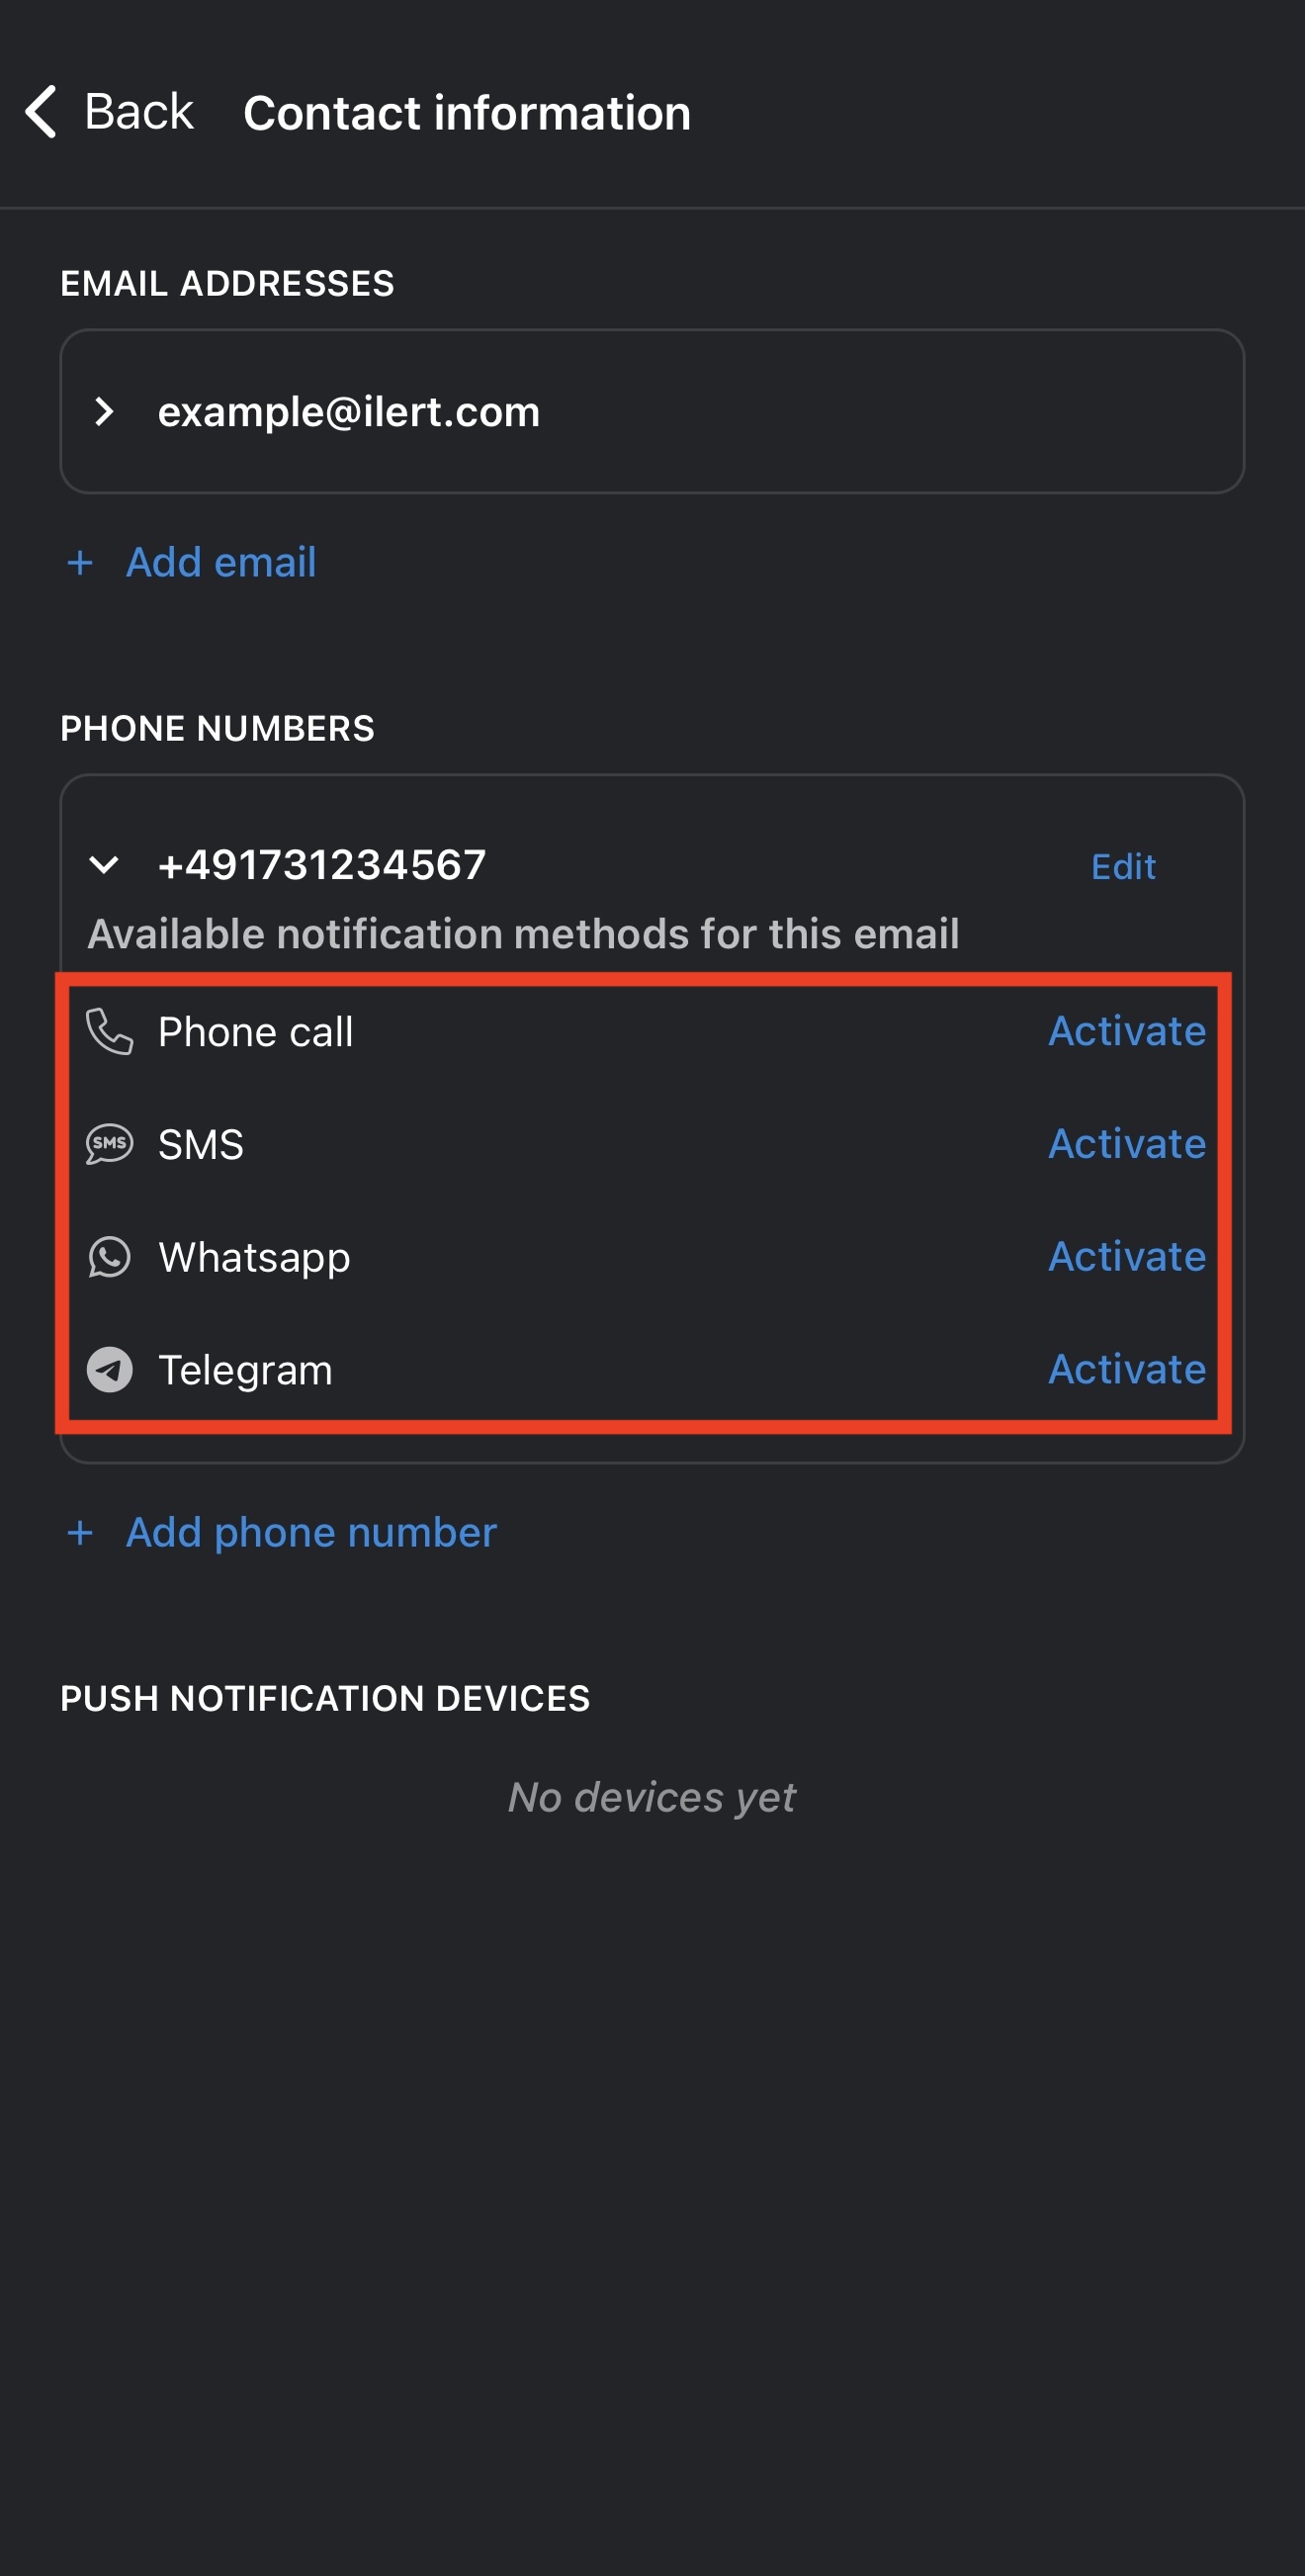 Back Contact information
EMAIL ADDRESSES
example@ilert.com
+ Add email
PHONE NUMBERS
+491731234567 Edit
Available notification methods for this email
Phone call Activate
SMS SMS Activate
Whatsapp Activate
Telegram Activate
+ Add phone number
PUSH NOTIFICATION DEVICES
No devices yet